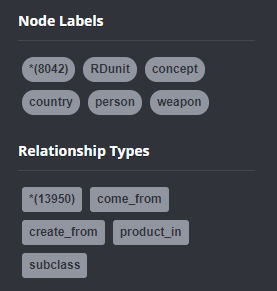 Node Labels
*(8042) RDunit concept
country person weapon
Relationship Types
*(13950) come_from
create_from product_in
subclass